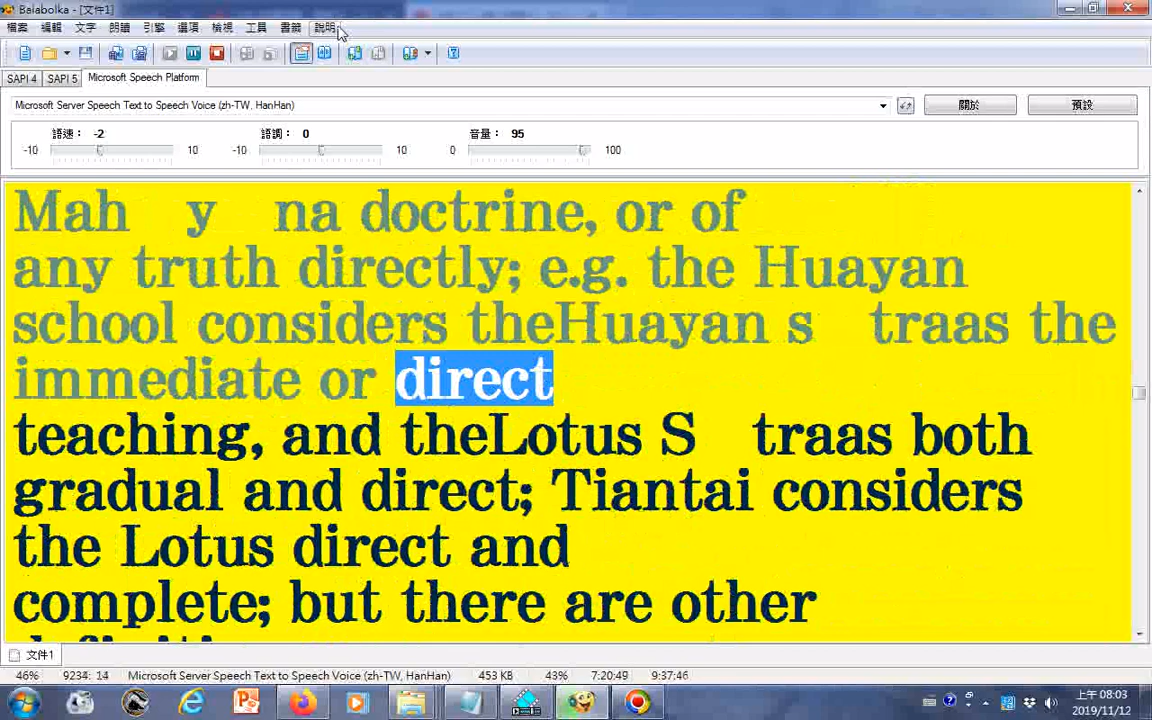 Balabolka - [文件1]
檔案 編輯 文字 朗讀 引擎 選項 檢視 工具 書籤 說明
SAPI 4 SAPI 5 Microsoft Speech Platform
Microsoft Server Speech Text to Speech Voice (zh-TW, HanHan) 關於 預設
語速： -2 語調： 0 音量： 95
-10 10 -10 10 0 100
Mah y na doctrine, or of
any truth directly; e.g. the Huayan
school considers theHuayan s traas the
immediate or direct
teaching, and theLotus S traas both
gradual and direct; Tiantai considers
the Lotus direct and
complete; but there are other
文件1
46% 9234: 14 Microsoft Server Speech Text to Speech Voice (zh-TW, HanHan) 453 KB 43% 7:20:49 9:37:46
上午 08:03
2019/11/12